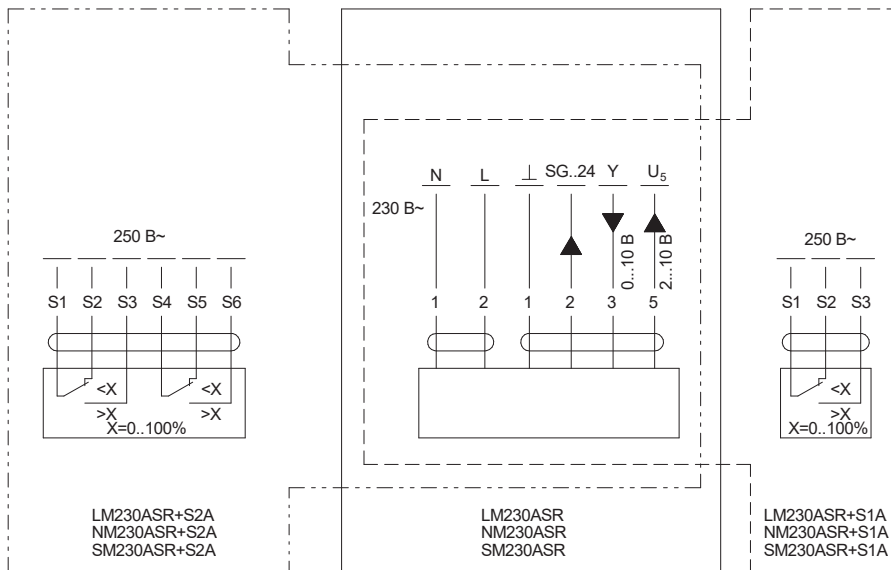 N L ⊥ SG..24 Y U₅
230 В~
0...10 В
2...10 В
1 2 1 2 3 5
250 В~
S1 S2 S3 S4 S5 S6
<X <X
>X >X
X=0..100%
250 В~
S1 S2 S3
<X
>X
X=0..100%
LM230ASR+S2A
NM230ASR+S2A
SM230ASR+S2A
LM230ASR
NM230ASR
SM230ASR
LM230ASR+S1A
NM230ASR+S1A
SM230ASR+S1A